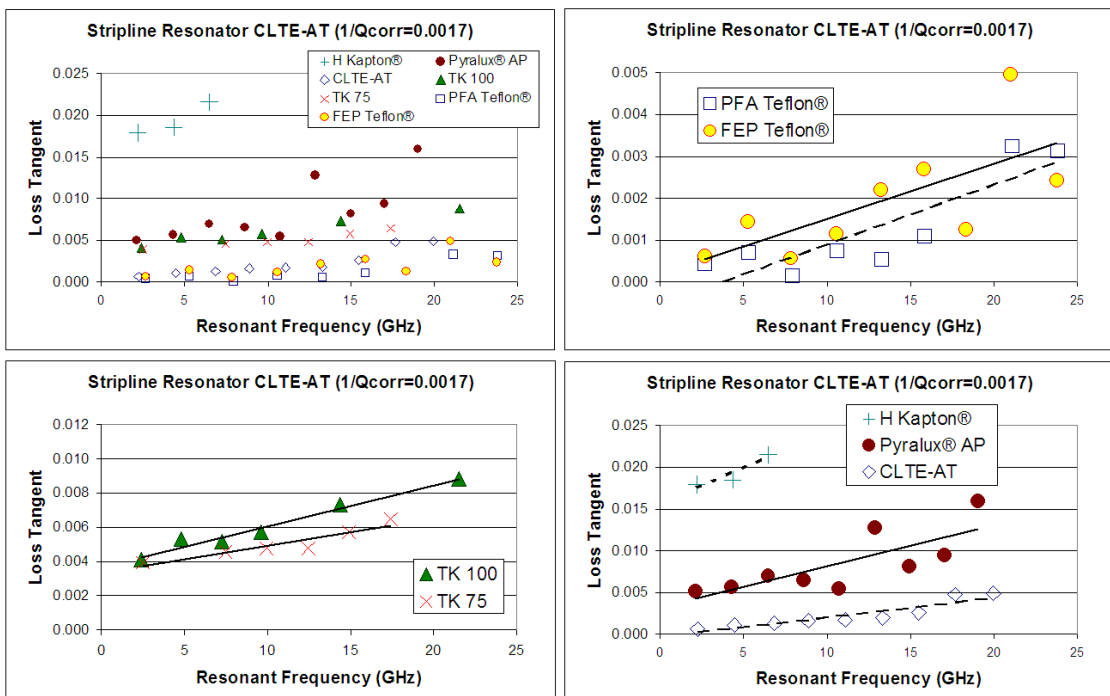 Stripline Resonator CLTE-AT (1/Qcorr=0.0017)
H Kapton® Pyralux® AP
CLTE-AT TK 100
TK 75 PFA Teflon®
FEP Teflon®
0.025
0.020
0.015
0.010
0.005
0.000
Loss Tangent
0 5 10 15 20 25
Resonant Frequency (GHz)
Stripline Resonator CLTE-AT (1/Qcorr=0.0017)
PFA Teflon®
FEP Teflon®
0.005
0.004
0.003
0.002
0.001
0.000
Loss Tangent
0 5 10 15 20 25
Resonant Frequency (GHz)
Stripline Resonator CLTE-AT (1/Qcorr=0.0017)
0.012
0.010
0.008
0.006
0.004
0.002
0.000
Loss Tangent
TK 100
TK 75
0 5 10 15 20 25
Resonant Frequency (GHz)
Stripline Resonator CLTE-AT (1/Qcorr=0.0017)
H Kapton®
Pyralux® AP
CLTE-AT
0.025
0.020
0.015
0.010
0.005
0.000
Loss Tangent
0 5 10 15 20 25
Resonant Frequency (GHz)